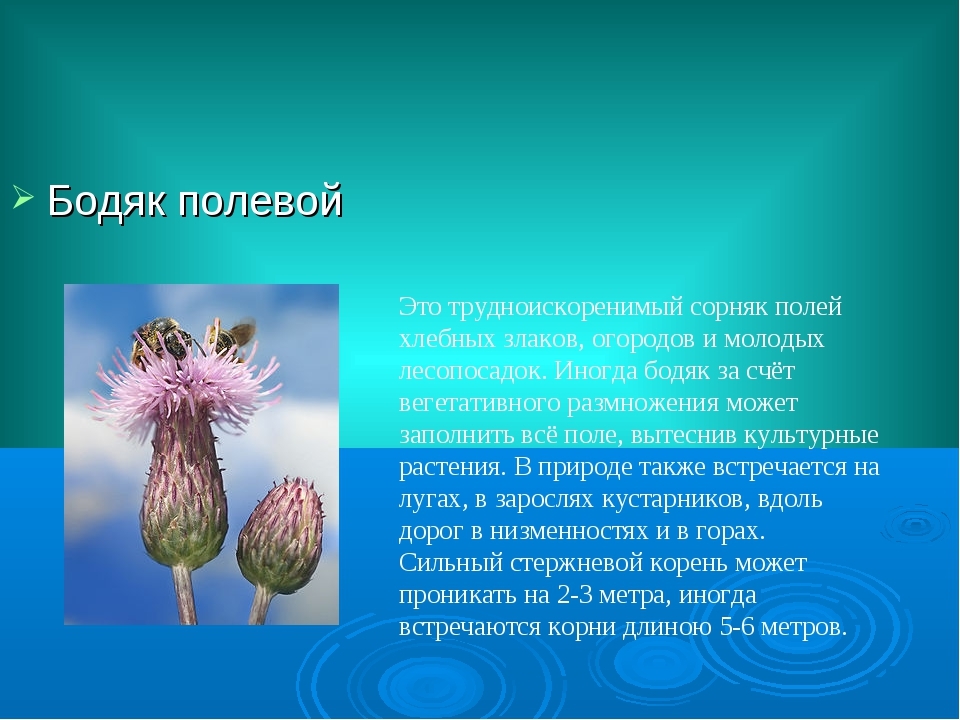 Бодяк полевой
Это трудноискоренимый сорняк полей
хлебных злаков, огородов и молодых
лесопосадок. Иногда бодяк за счёт
вегетативного размножения может
заполнить всё поле, вытеснив культурные
растения. В природе также встречается на
лугах, в зарослях кустарников, вдоль
дорог в низменностях и в горах.
Сильный стержневой корень может
проникать на 2-3 метра, иногда
встречаются корни длиною 5-6 метров.